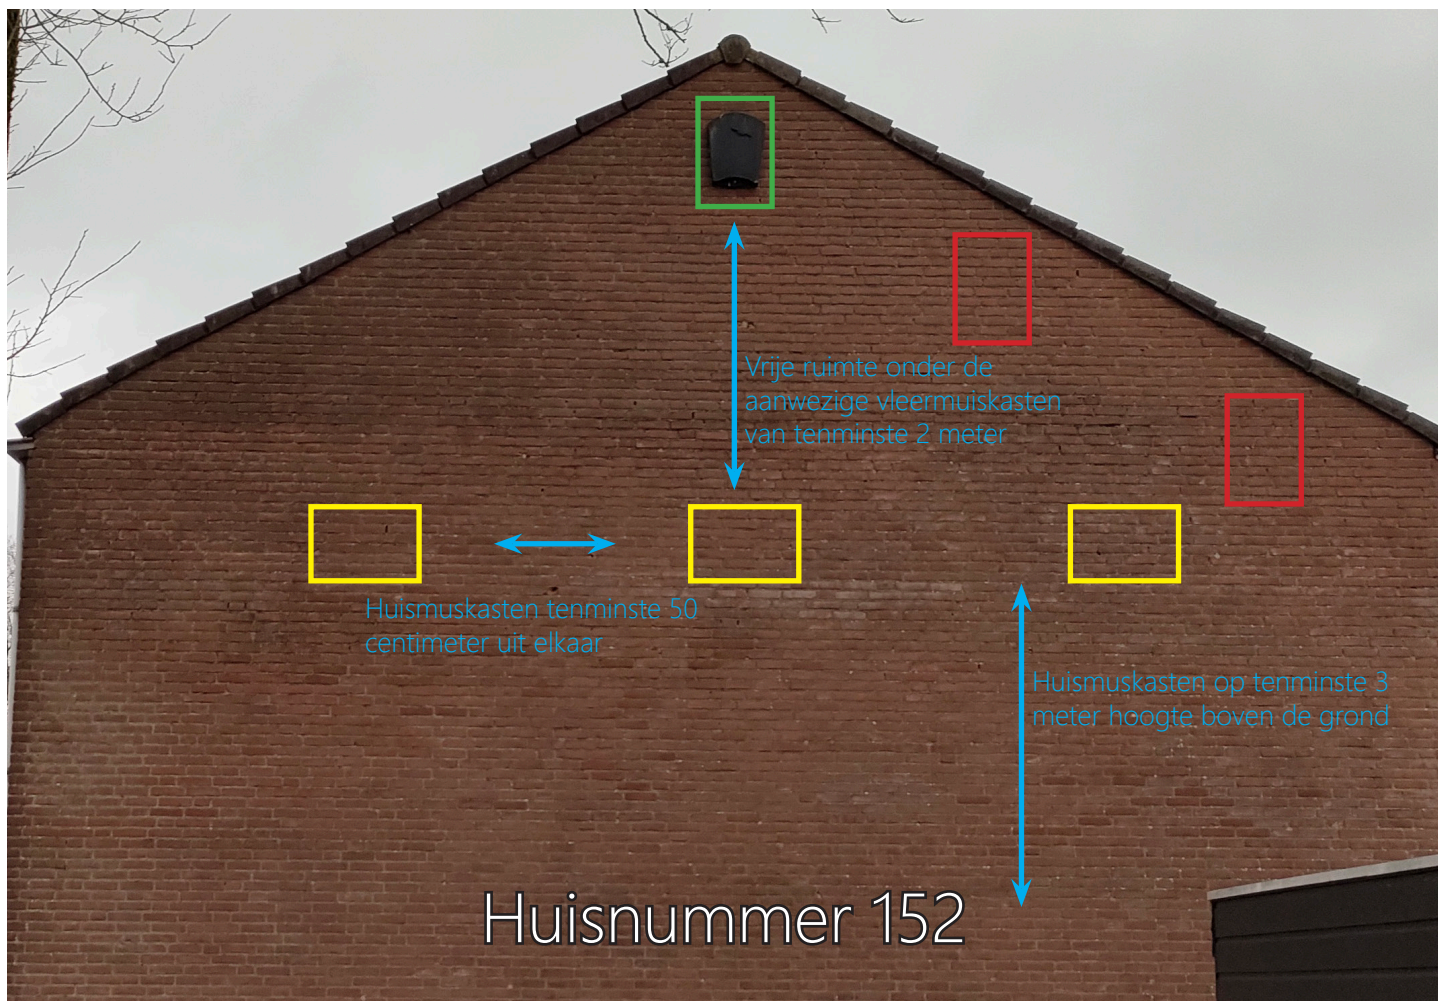 Vrije ruimte onder de
aanwezige vleermuiskasten
van tenminste 2 meter
Huismuskasten tenminste 50
centimeter uit elkaar
Huismuskasten op tenminste 3
meter hoogte boven de grond
Huisnummer 152